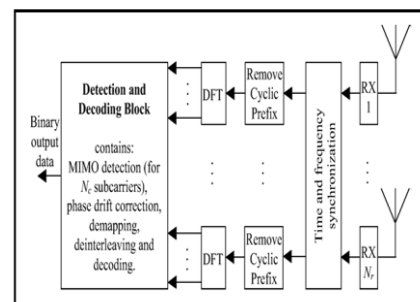 Binary
output
data
Detection and
Decoding Block
contains:
MIMO detection (for
Nc subcarriers),
phase drift correction,
demapping,
deinterleaving and
decoding.
DFT
Remove
Cyclic
Prefix
Time and frequency
synchronization
RX
1
DFT
Remove
Cyclic
Prefix
RX
Nr